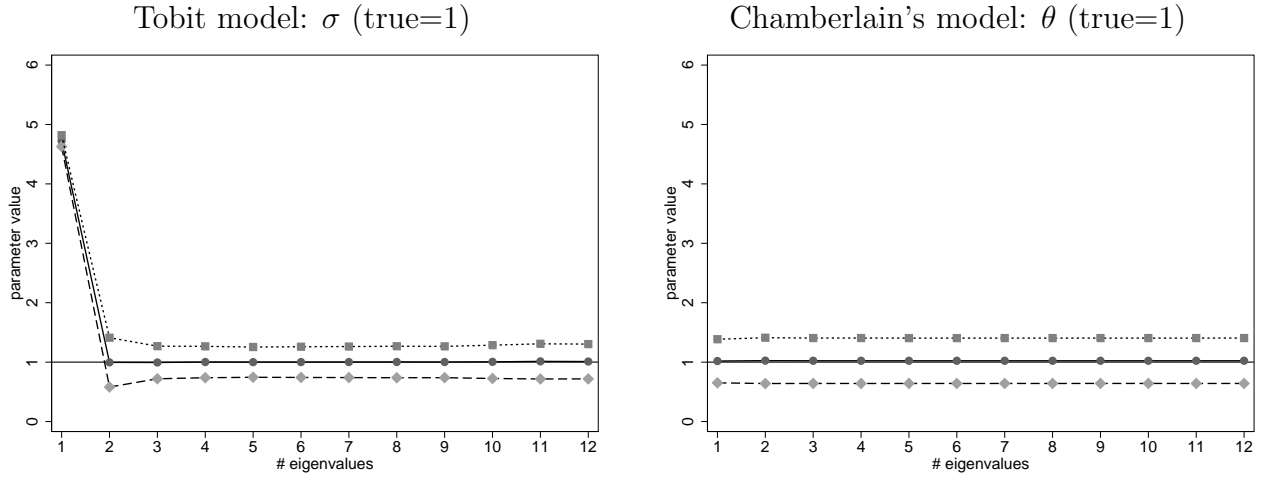 Tobit model: σ (true=1)
parameter value
6
5
4
3
2
1
0
1 2 3 4 5 6 7 8 9 10 11 12
# eigenvalues
Chamberlain's model: θ (true=1)
parameter value
6
5
4
3
2
1
0
1 2 3 4 5 6 7 8 9 10 11 12
# eigenvalues